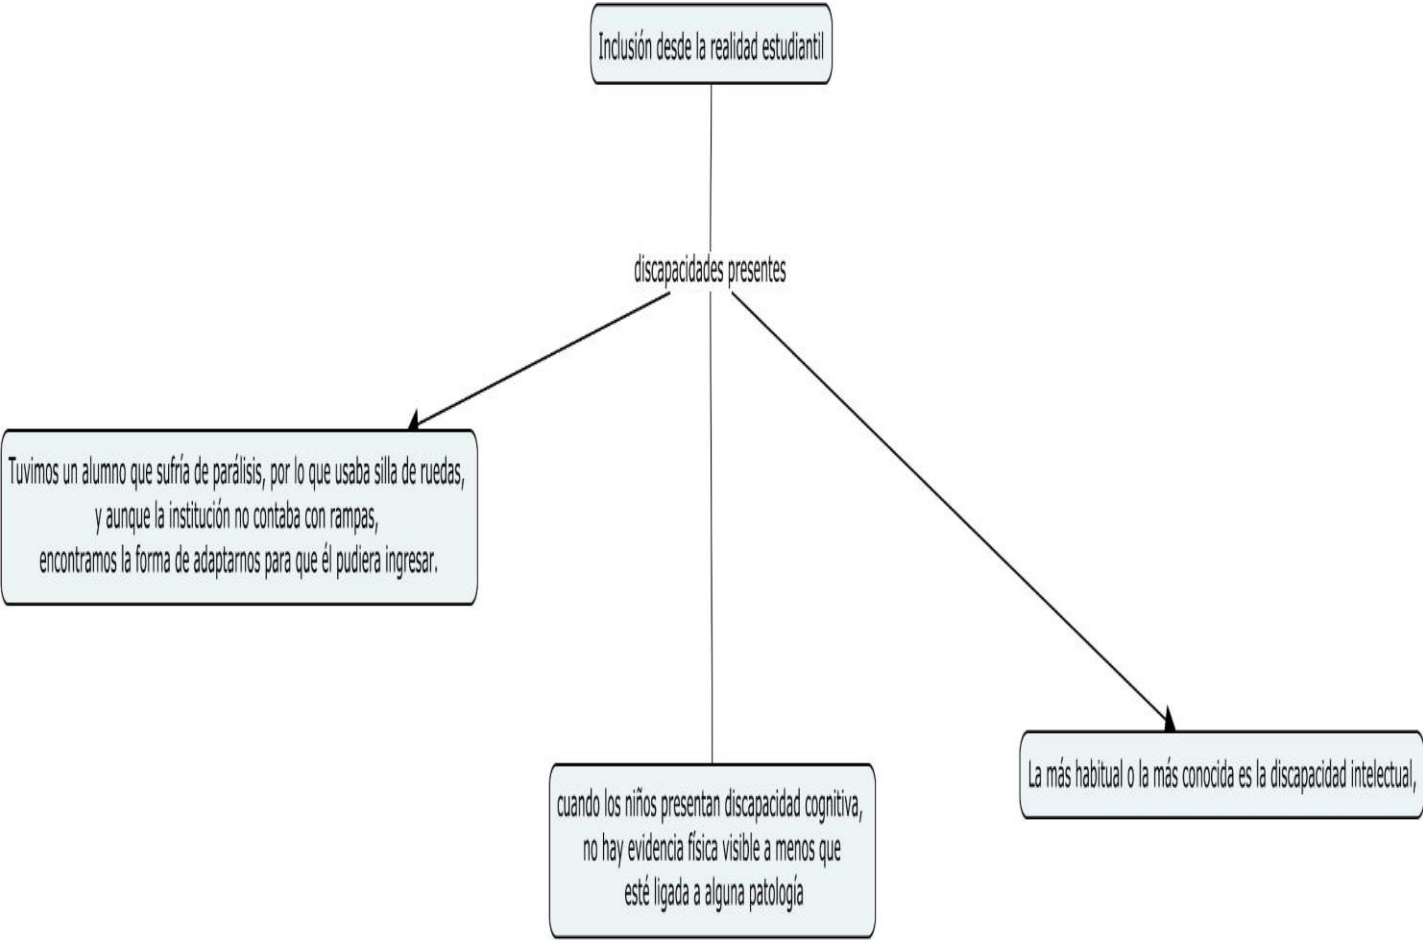 Inclusión desde la realidad estudiantil
discapacidades presentes
Tuvimos un alumno que sufría de parálisis, por lo que usaba silla de ruedas,
y aunque la institución no contaba con rampas,
encontramos la forma de adaptarnos para que él pudiera ingresar.
cuando los niños presentan discapacidad cognitiva,
no hay evidencia física visible a menos que
esté ligada a alguna patología
La más habitual o la más conocida es la discapacidad intelectual,